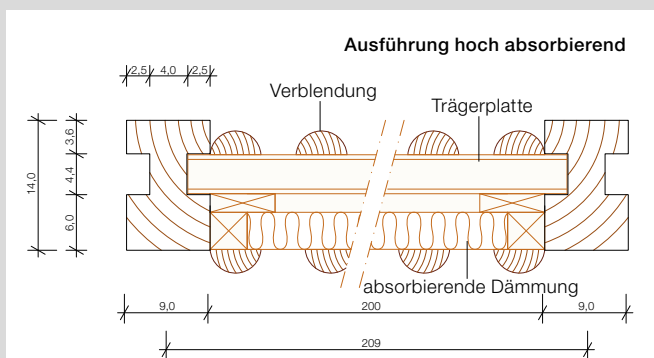 Ausführung hoch absorbierend
2,5 4,0 2,5
Verblendung
Trägerplatte
14,0
3,6
4,4
6,0
absorbierende Dämmung
9,0 200 9,0
209